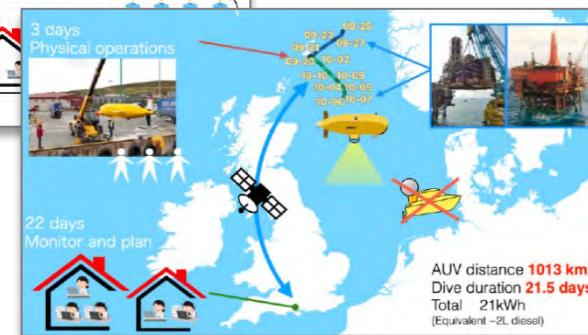 3 days
Physical operations
09-25
09-23
09-27
09-21
09-20 10-02
10-10 10-03
10-04 10-05
10-06 10-07
22 days
Monitor and plan
AUV distance 1013 km
Dive duration 21.5 days
Total 21kWh
(Equivalent ~2L diesel)